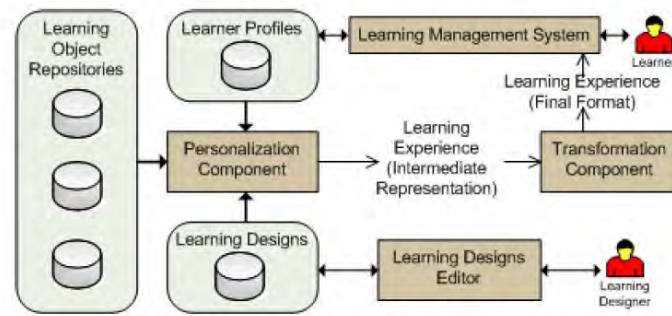 Learning
Object
Repositories
Learner Profiles
Learning Management System
Learner
Learning Experience
(Final Format)
Personalization
Component
Learning
Experience
(Intermediate
Representation)
Transformation
Component
Learning Designs
Learning Designs
Editor
Learning
Designer